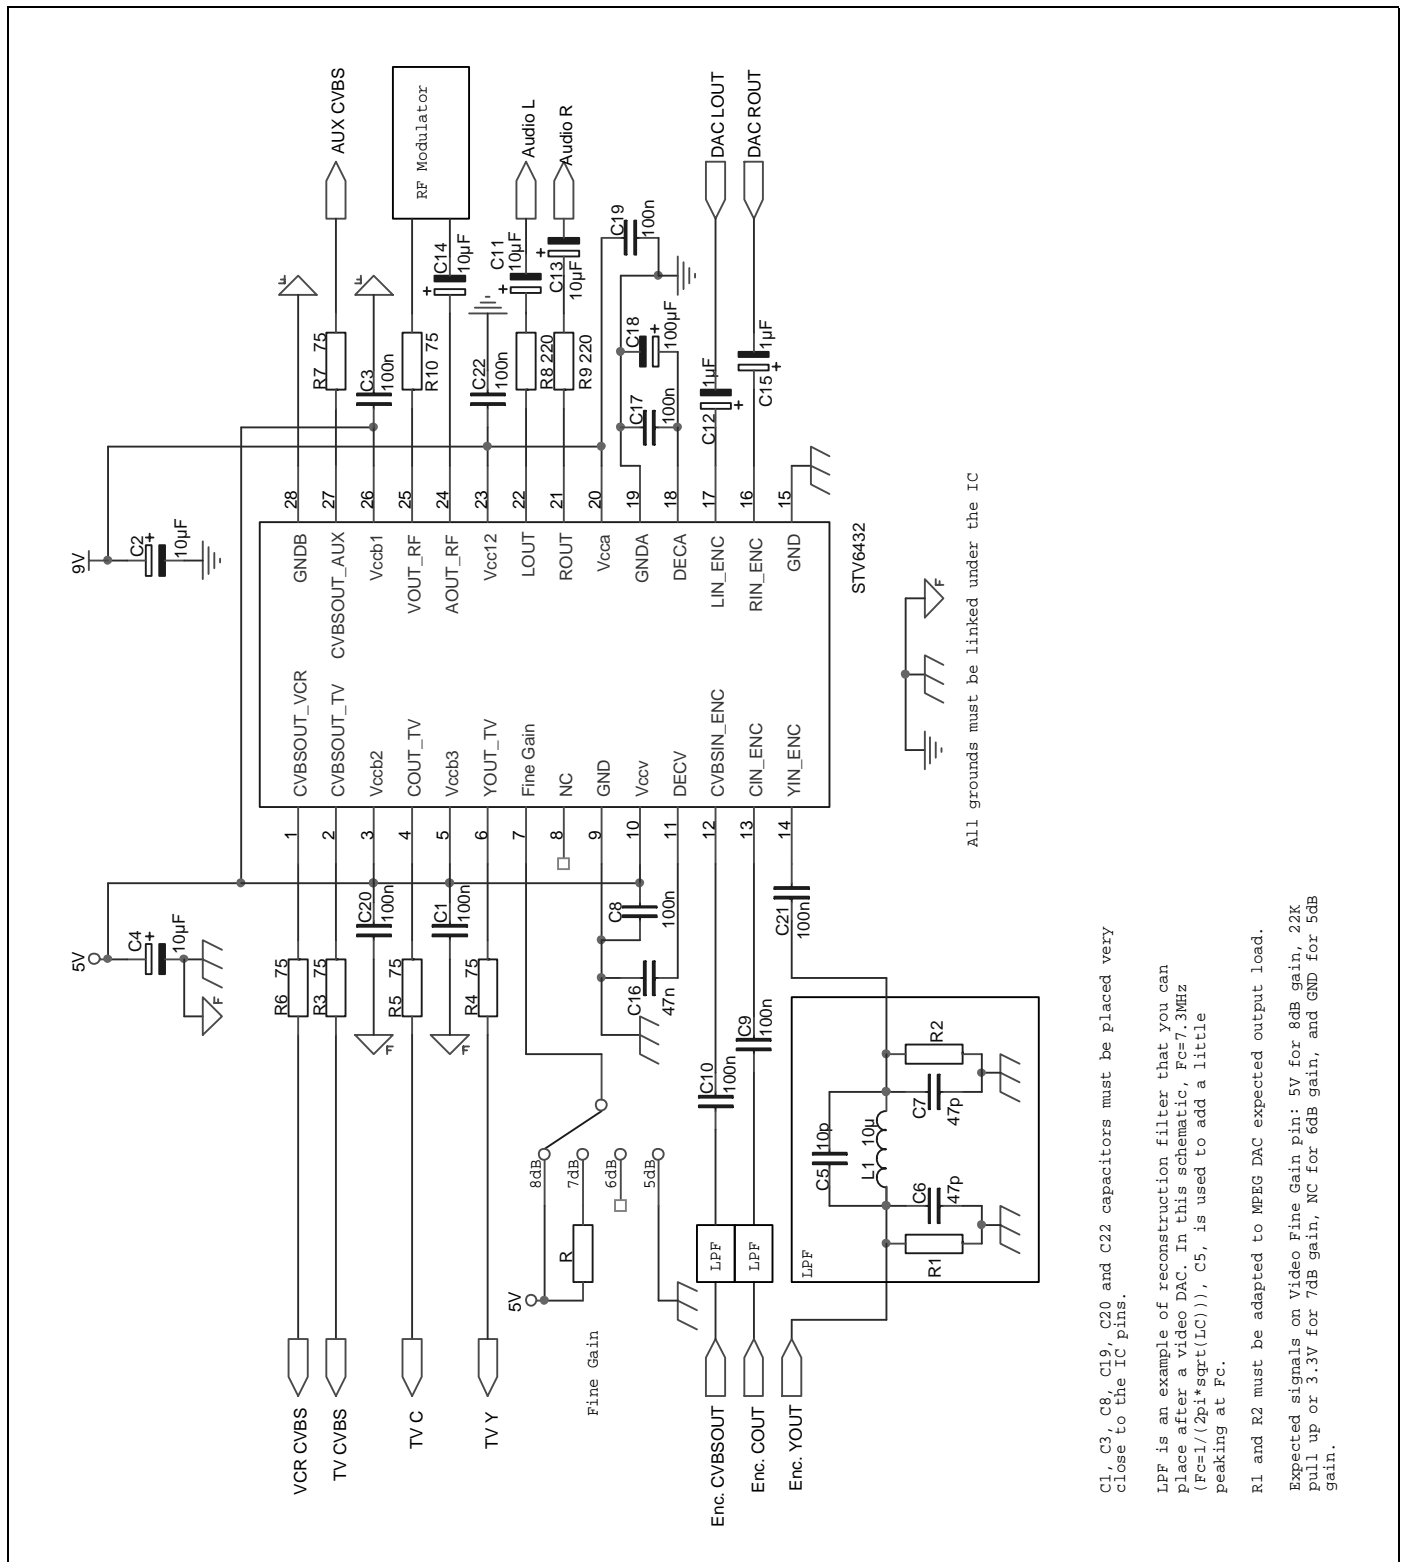 VCR CVBS
TV CVBS
TV C
TV Y
Fine Gain
Enc. CVBSOUT
Enc. COUT
Enc. YOUT
5V
C4
+
10µF
F
R6 75
R3 75
C20
100n
F
R5 75
C1
100n
F
R4 75
C8
100n
C16
47n
5V
R
8dB
7dB
6dB
5dB
LPF
LPF
C10
100n
C9
100n
C21
100n
LPF
C5
10p
L1 10µ
C6
47p
C7
47p
R1
R2
1
2
3
4
5
6
7
8
9
10
11
12
13
14
CVBSOUT_VCR
CVBSOUT_TV
Vccb2
COUT_TV
Vccb3
YOUT_TV
Fine Gain
NC
GND
Vccv
DECV
CVBSIN_ENC
CIN_ENC
YIN_ENC
GNDB
CVBSOUT_AUX
Vccb1
VOUT_RF
AOUT_RF
Vcc12
LOUT
ROUT
Vcca
GNDA
DECA
LIN_ENC
RIN_ENC
GND
STV6432
28
27
26
25
24
23
22
21
20
19
18
17
16
15
9V
C2
+
10µF
F
R7 75
C3
100n
F
R10 75
C14
10µF
+
C22
100n
R8 220
C11
10µF
+
R9 220
C13
10µF
+
C19
100n
C18
100µF
+
C17
100n
C12
1µF
+
C15
1µF
+
AUX CVBS
RF Modulator
Audio L
Audio R
DAC LOUT
DAC ROUT
F
All grounds must be linked under the IC
C1, C3, C8, C19, C20 and C22 capacitors must be placed very
close to the IC pins.
LPF is an example of reconstruction filter that you can
place after a video DAC. In this schematic, Fc=7.3MHz
(Fc=1/(2pi*sqrt(LC))), C5, is used to add a little
peaking at Fc.
R1 and R2 must be adapted to MPEG DAC expected output load.
Expected signals on Video Fine Gain pin: 5V for 8dB gain, 22K
pull up or 3.3V for 7dB gain, NC for 6dB gain, and GND for 5dB
gain.